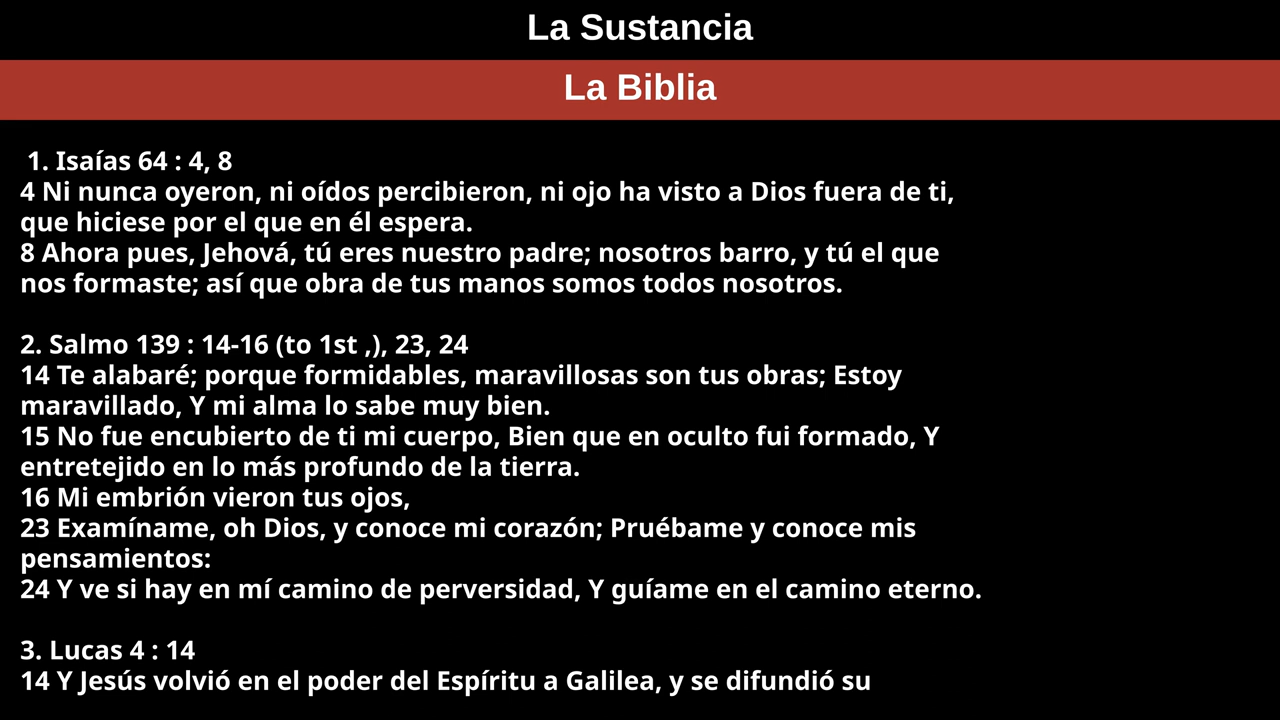 La Sustancia
La Biblia
1. Isaías 64 : 4, 8
4 Ni nunca oyeron, ni oídos percibieron, ni ojo ha visto a Dios fuera de ti,
que hiciese por el que en él espera.
8 Ahora pues, Jehová, tú eres nuestro padre; nosotros barro, y tú el que
nos formaste; así que obra de tus manos somos todos nosotros.
2. Salmo 139 : 14-16 (to 1st ,), 23, 24
14 Te alabaré; porque formidables, maravillosas son tus obras; Estoy
maravillado, Y mi alma lo sabe muy bien.
15 No fue encubierto de ti mi cuerpo, Bien que en oculto fui formado, Y
entretejido en lo más profundo de la tierra.
16 Mi embrión vieron tus ojos,
23 Examíname, oh Dios, y conoce mi corazón; Pruébame y conoce mis
pensamientos:
24 Y ve si hay en mí camino de perversidad, Y guíame en el camino eterno.
3. Lucas 4 : 14
14 Y Jesús volvió en el poder del Espíritu a Galilea, y se difundió su